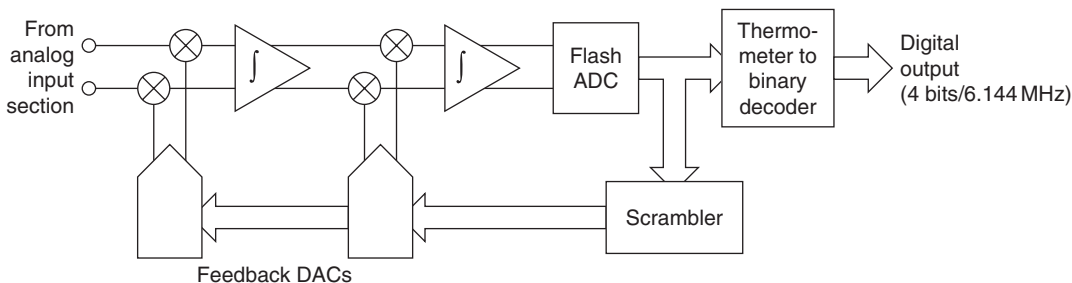 From
analog
input
section
∫
∫
Flash
ADC
Thermo-
meter to
binary
decoder
Digital
output
(4 bits/6.144 MHz)
Scrambler
Feedback DACs